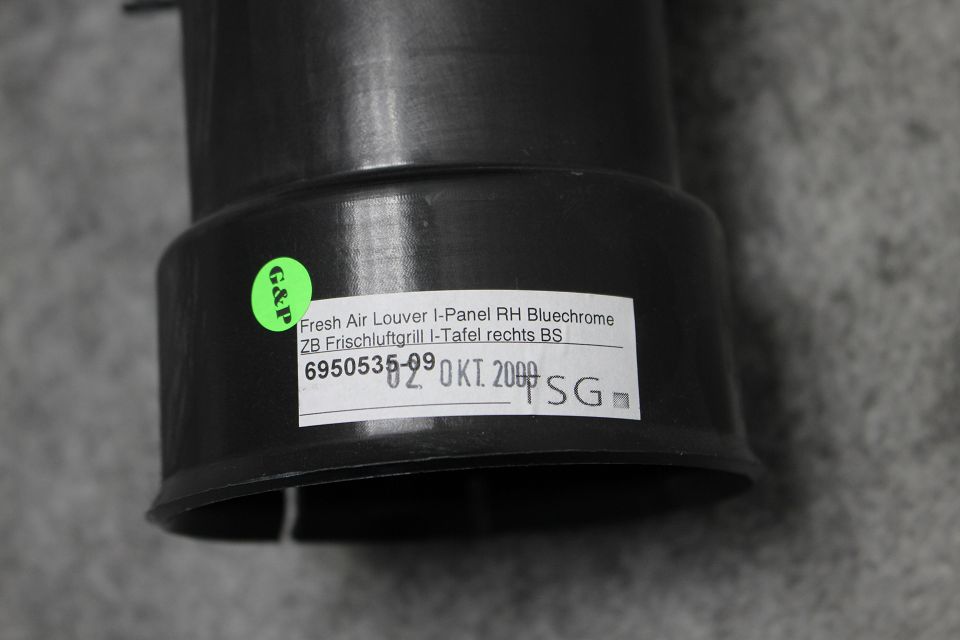 G&P
Fresh Air Louver I-Panel RH Bluechrome
ZB Frischluftgrill I-Tafel rechts BS
6950535-09
02. OKT. 2000
TSG